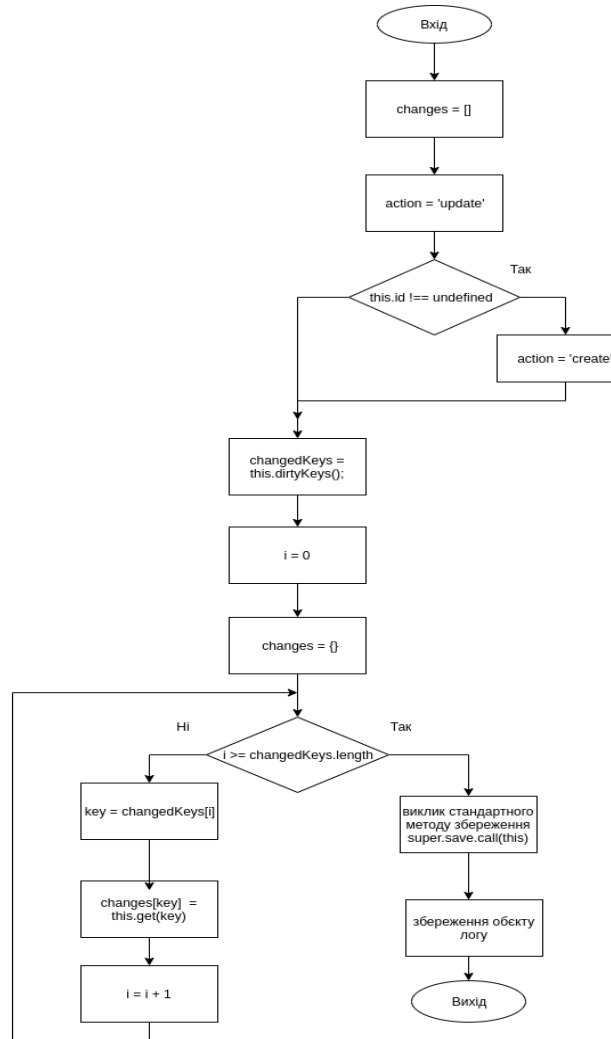 Вхід
changes = []
action = 'update'
Так
this.id !== undefined
action = 'create'
changedKeys =
this.dirtyKeys();
i = 0
changes = {}
Ні
Так
i >= changedKeys.length
key = changedKeys[i]
changes[key] =
this.get(key)
i = i + 1
виклик стандартного
методу збереження
super.save.call(this)
збереження обєкту
логу
Вихід